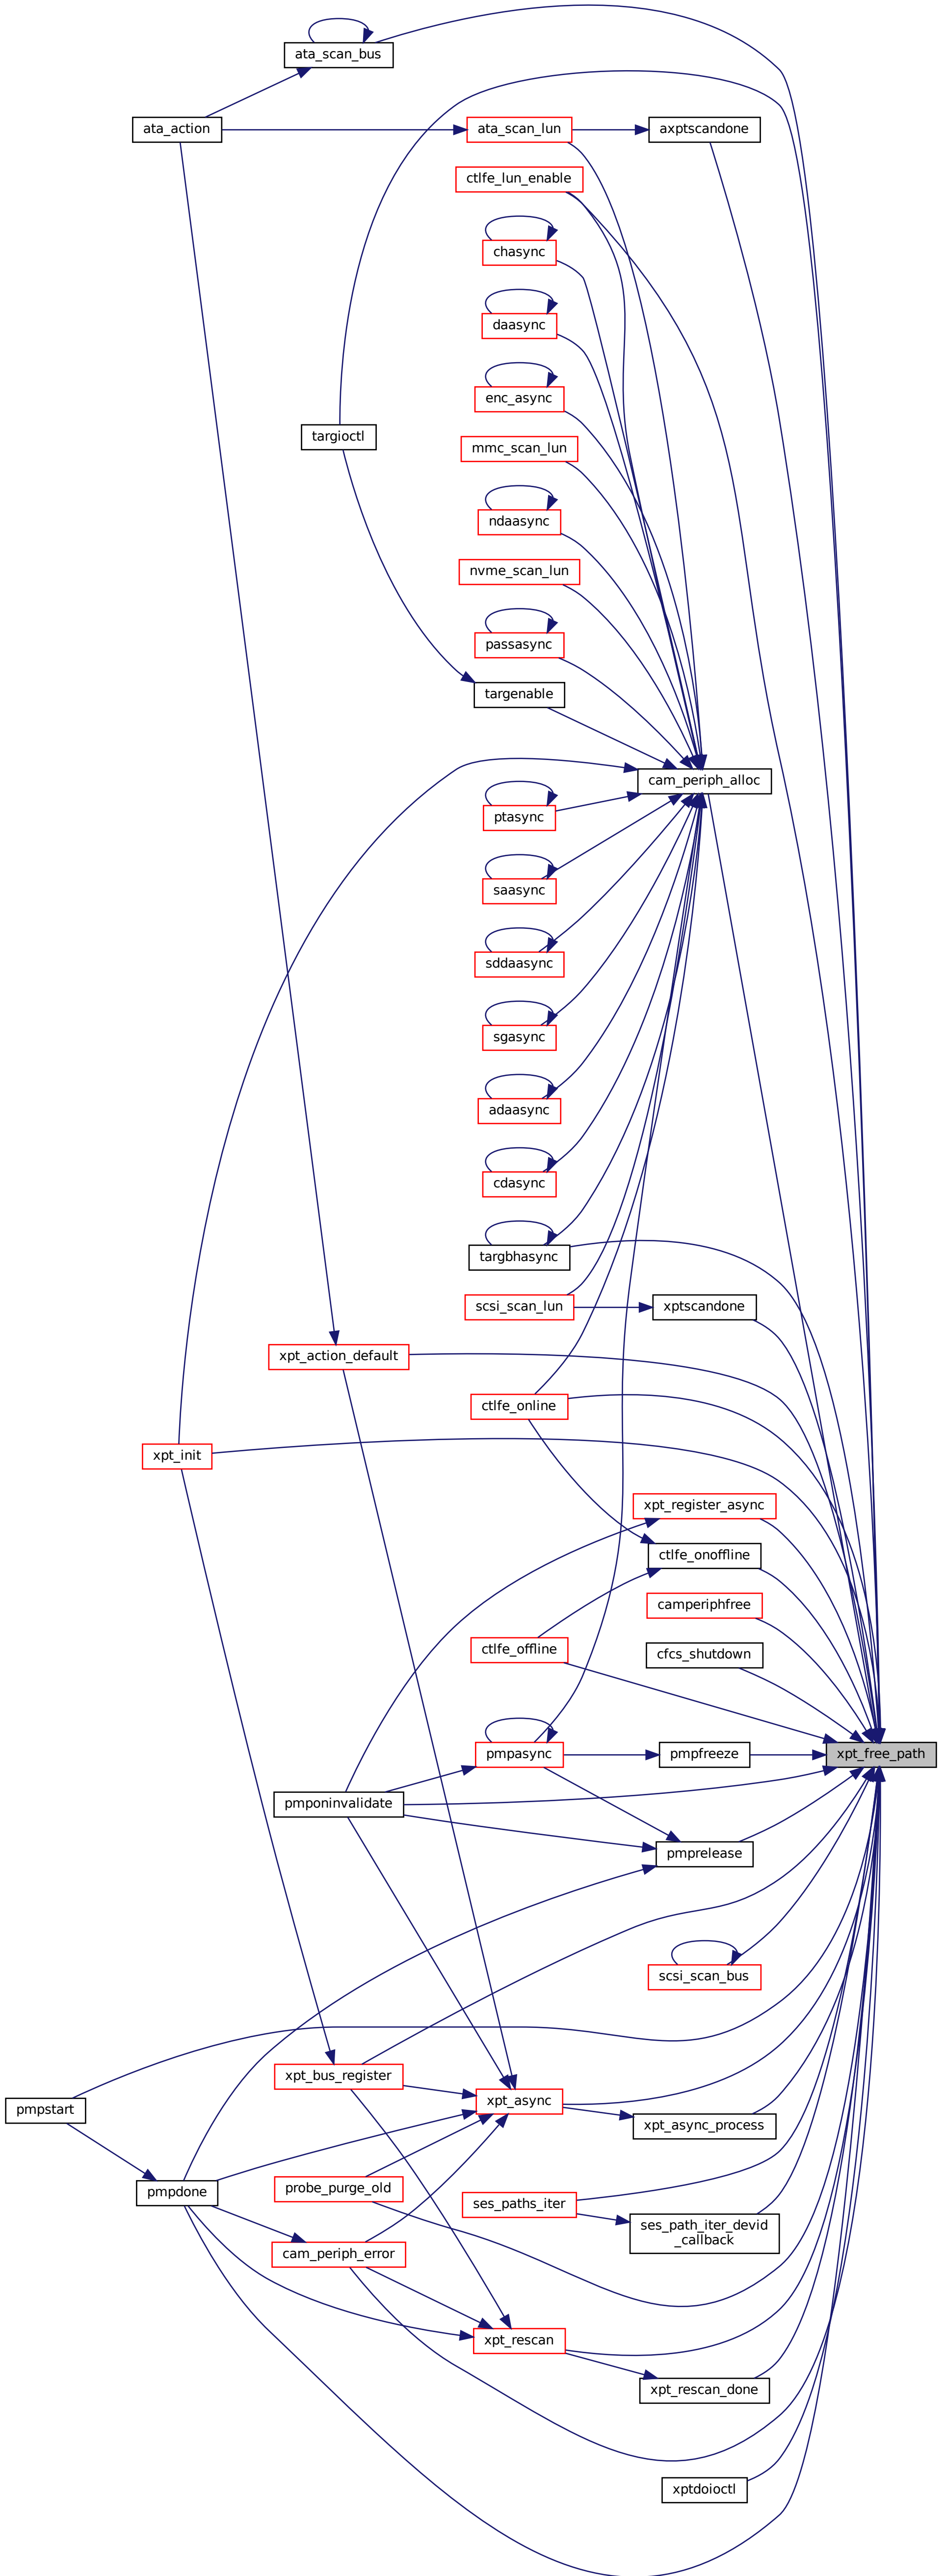 ata_scan_bus
ata_action
ata_scan_lun
axptscandone
ctlfe_lun_enable
chasync
daasync
enc_async
targioctl
mmc_scan_lun
ndaasync
nvme_scan_lun
passasync
targenable
cam_periph_alloc
ptasync
saasync
sddaasync
sgasync
adaasync
cdasync
targbhasync
scsi_scan_lun
xptscandone
xpt_action_default
ctlfe_online
xpt_init
xpt_register_async
ctlfe_onoffline
camperiphfree
ctlfe_offline
cfcs_shutdown
pmpasync
pmpfreeze
xpt_free_path
pmponinvalidate
pmprelease
scsi_scan_bus
xpt_bus_register
pmpstart
xpt_async
xpt_async_process
pmpdone
probe_purge_old
ses_paths_iter
ses_path_iter_devid
_callback
cam_periph_error
xpt_rescan
xpt_rescan_done
xptdoioctl